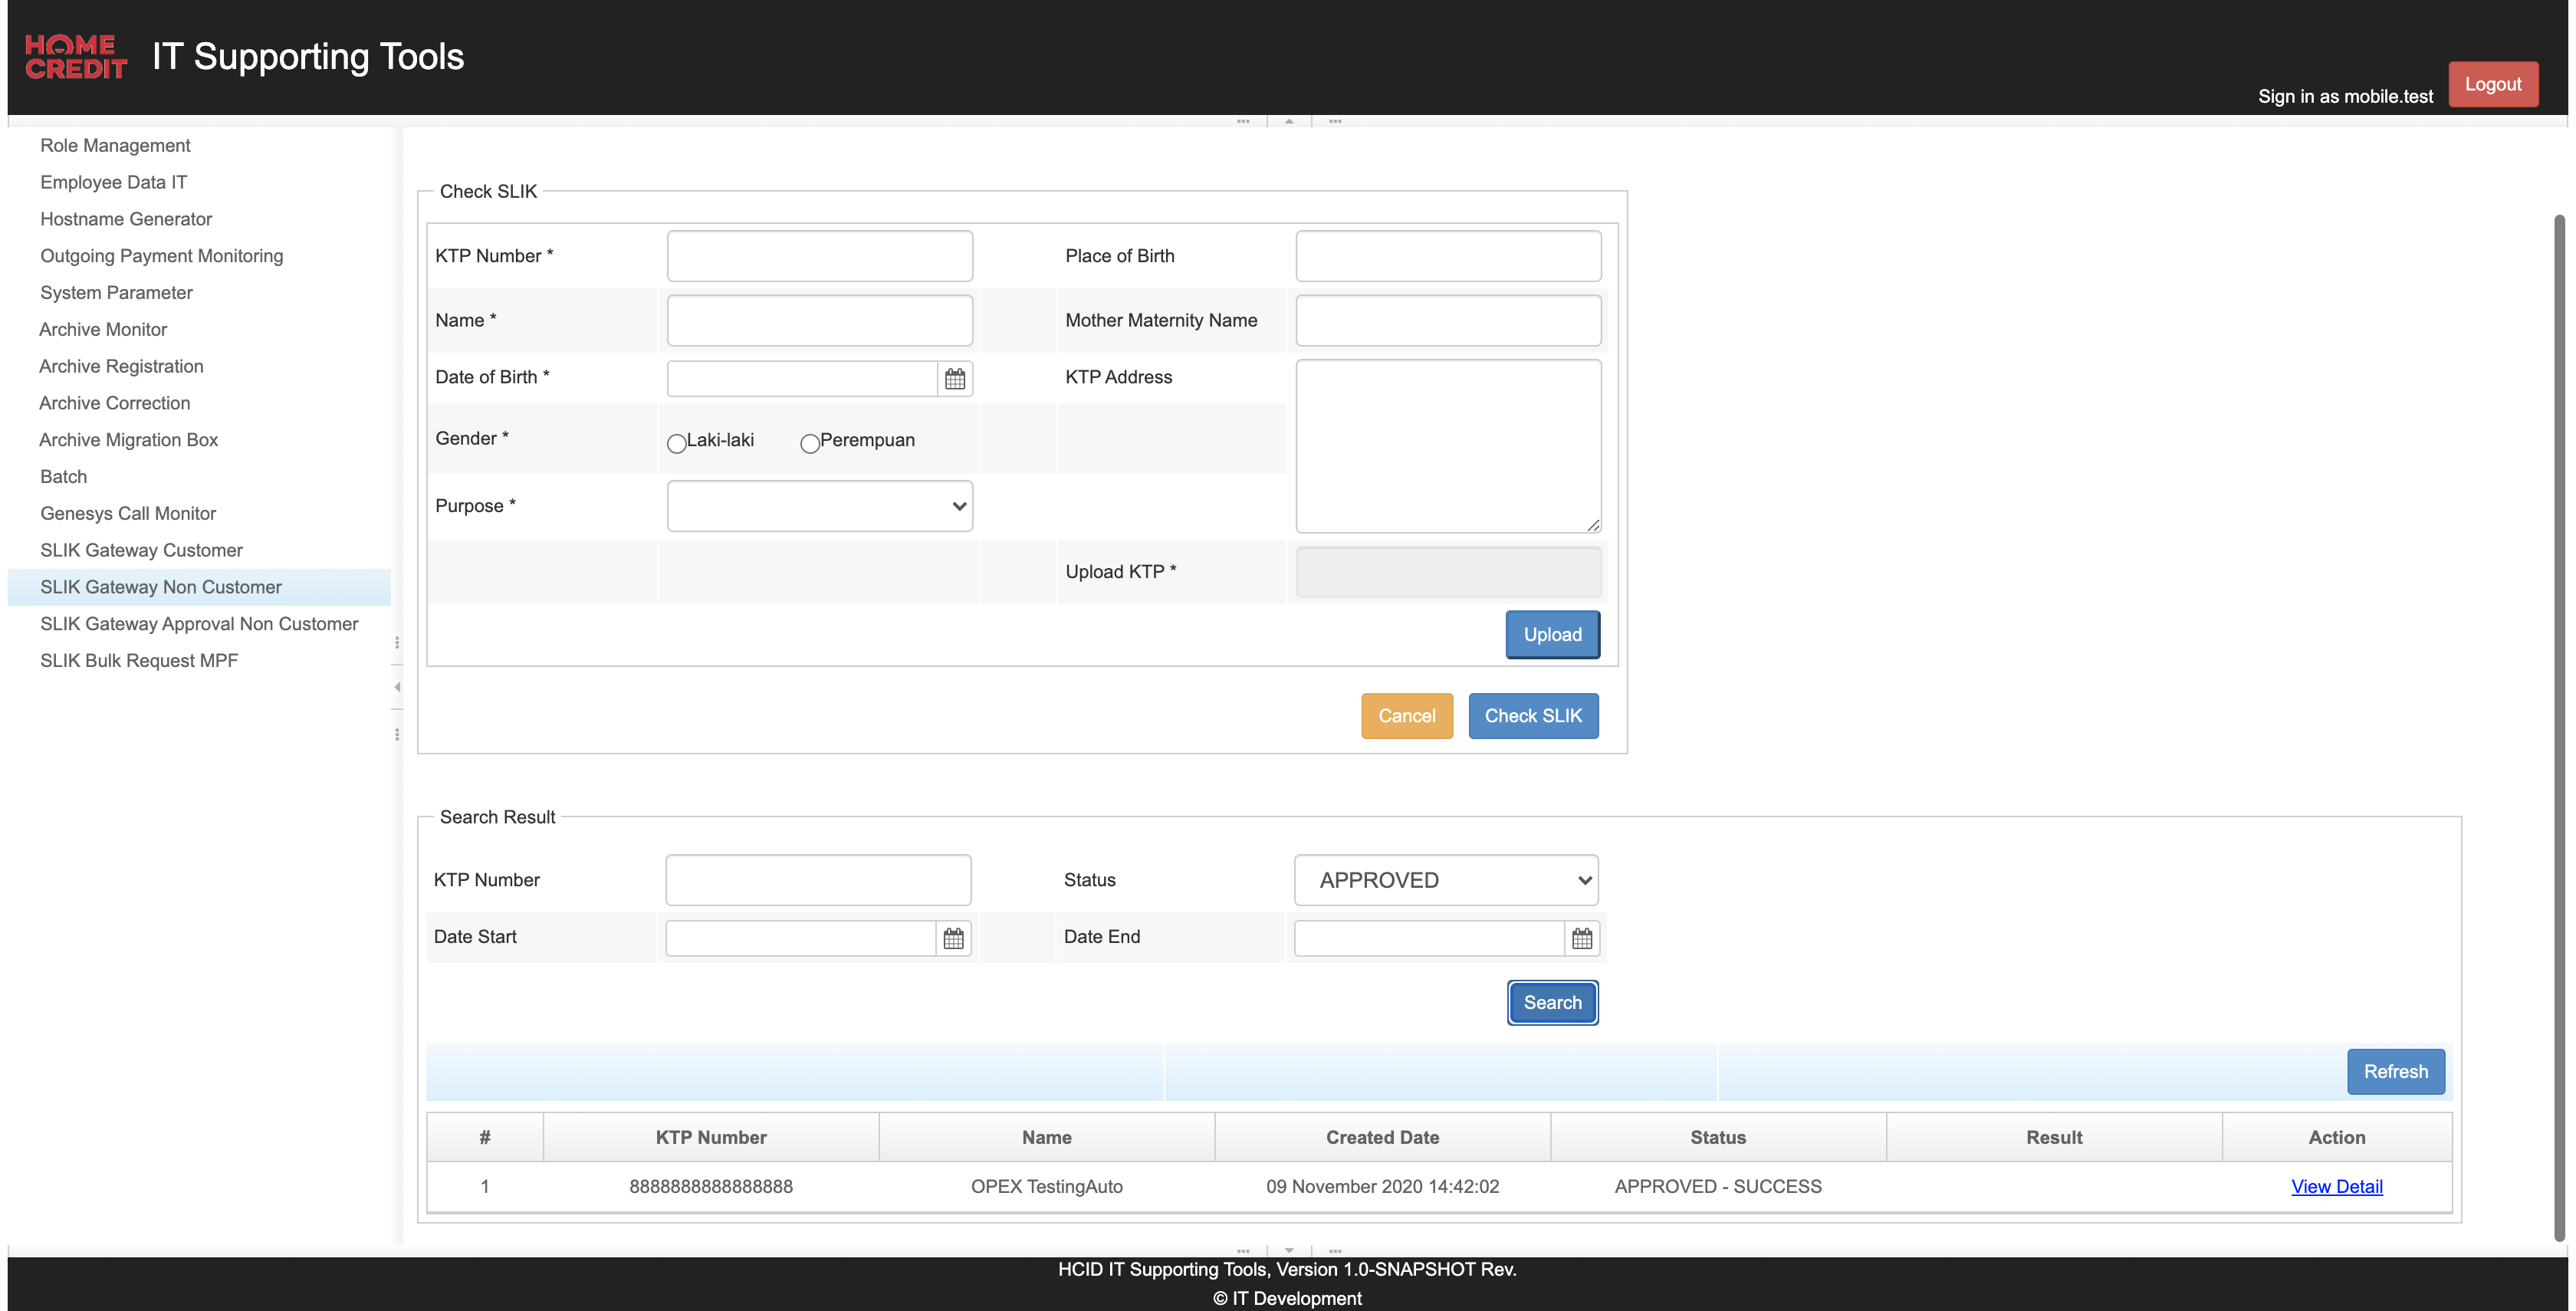 HOME
CREDIT
IT Supporting Tools
Sign in as mobile.test
Logout
Role Management
Employee Data IT
Hostname Generator
Outgoing Payment Monitoring
System Parameter
Archive Monitor
Archive Registration
Archive Correction
Archive Migration Box
Batch
Genesys Call Monitor
SLIK Gateway Customer
SLIK Gateway Non Customer
SLIK Gateway Approval Non Customer
SLIK Bulk Request MPF
Check SLIK
KTP Number * Place of Birth
Name * Mother Maternity Name
Date of Birth * KTP Address
Gender * Laki-laki Perempuan
Purpose *
Upload KTP *
Upload
Cancel Check SLIK
Search Result
KTP Number Status APPROVED
Date Start Date End
Search
Refresh
# KTP Number Name Created Date Status Result Action
1 8888888888888888 OPEX TestingAuto 09 November 2020 14:42:02 APPROVED - SUCCESS View Detail
HCID IT Supporting Tools, Version 1.0-SNAPSHOT Rev.
© IT Development